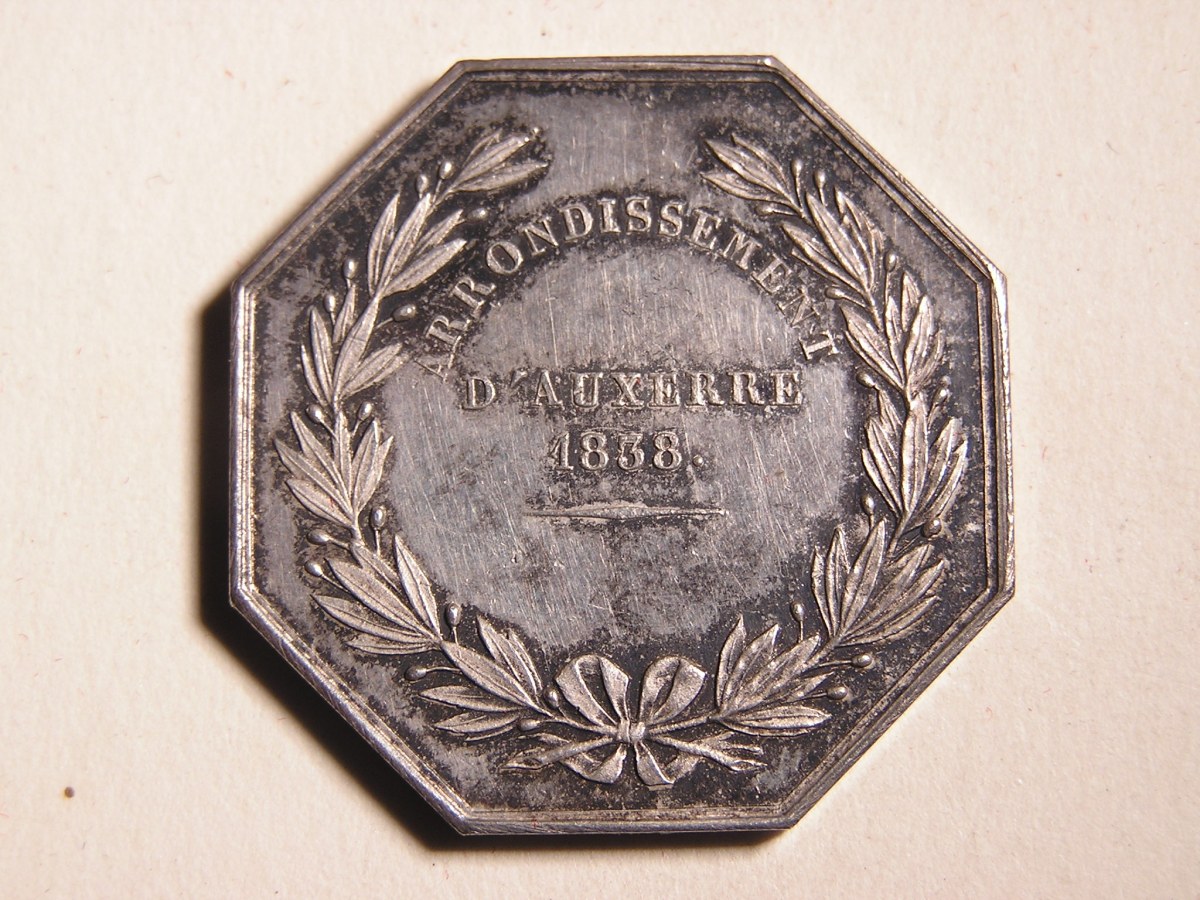 ARRONDISSEMENT
D'AUXERRE
1838.